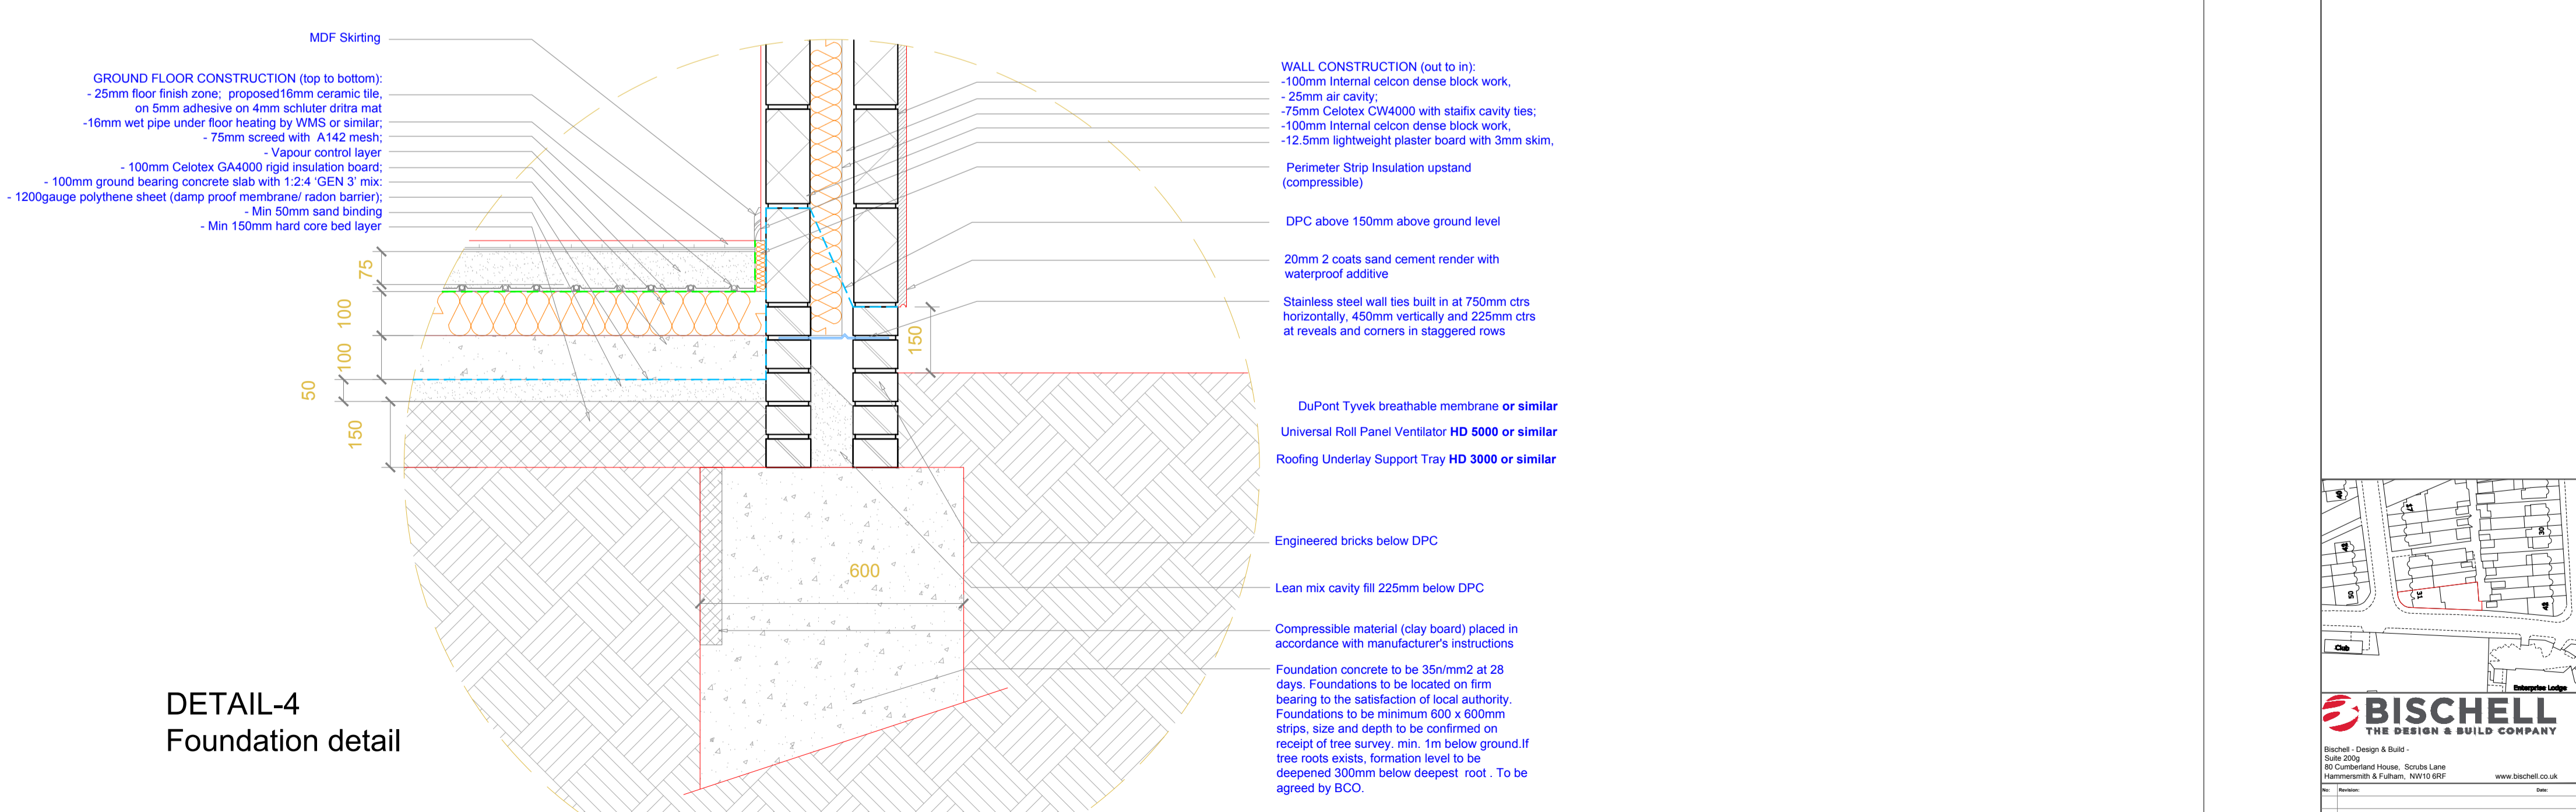 MDF Skirting
GROUND FLOOR CONSTRUCTION (top to bottom):
- 25mm floor finish zone; proposed16mm ceramic tile,
on 5mm adhesive on 4mm schluter dritra mat
-16mm wet pipe under floor heating by WMS or similar;
- 75mm screed with A142 mesh;
- Vapour control layer
- 100mm Celotex GA4000 rigid insulation board;
- 100mm ground bearing concrete slab with 1:2:4 ‘GEN 3’ mix:
- 1200gauge polythene sheet (damp proof membrane/ radon barrier);
- Min 50mm sand binding
- Min 150mm hard core bed layer
75
100
100
50
150
150
600
DETAIL-4
Foundation detail
WALL CONSTRUCTION (out to in):
-100mm Internal celcon dense block work,
- 25mm air cavity;
-75mm Celotex CW4000 with staifix cavity ties;
-100mm Internal celcon dense block work,
-12.5mm lightweight plaster board with 3mm skim,
Perimeter Strip Insulation upstand
(compressible)
DPC above 150mm above ground level
20mm 2 coats sand cement render with
waterproof additive
Stainless steel wall ties built in at 750mm ctrs
horizontally, 450mm vertically and 225mm ctrs
at reveals and corners in staggered rows
DuPont Tyvek breathable membrane or similar
Universal Roll Panel Ventilator HD 5000 or similar
Roofing Underlay Support Tray HD 3000 or similar
Engineered bricks below DPC
Lean mix cavity fill 225mm below DPC
Compressible material (clay board) placed in
accordance with manufacturer's instructions
Foundation concrete to be 35n/mm2 at 28
days. Foundations to be located on firm
bearing to the satisfaction of local authority.
Foundations to be minimum 600 x 600mm
strips, size and depth to be confirmed on
receipt of tree survey. min. 1m below ground.If
tree roots exists, formation level to be
deepened 300mm below deepest root . To be
agreed by BCO.
40
17
30
42
50
31
42
Club
Enterprise Lodge
BISCHELL
THE DESIGN & BUILD COMPANY
Bischell - Design & Build -
Suite 200g
80 Cumberland House, Scrubs Lane
Hammersmith & Fulham, NW10 6RF
www.bischell.co.uk
No: Revision: Date: